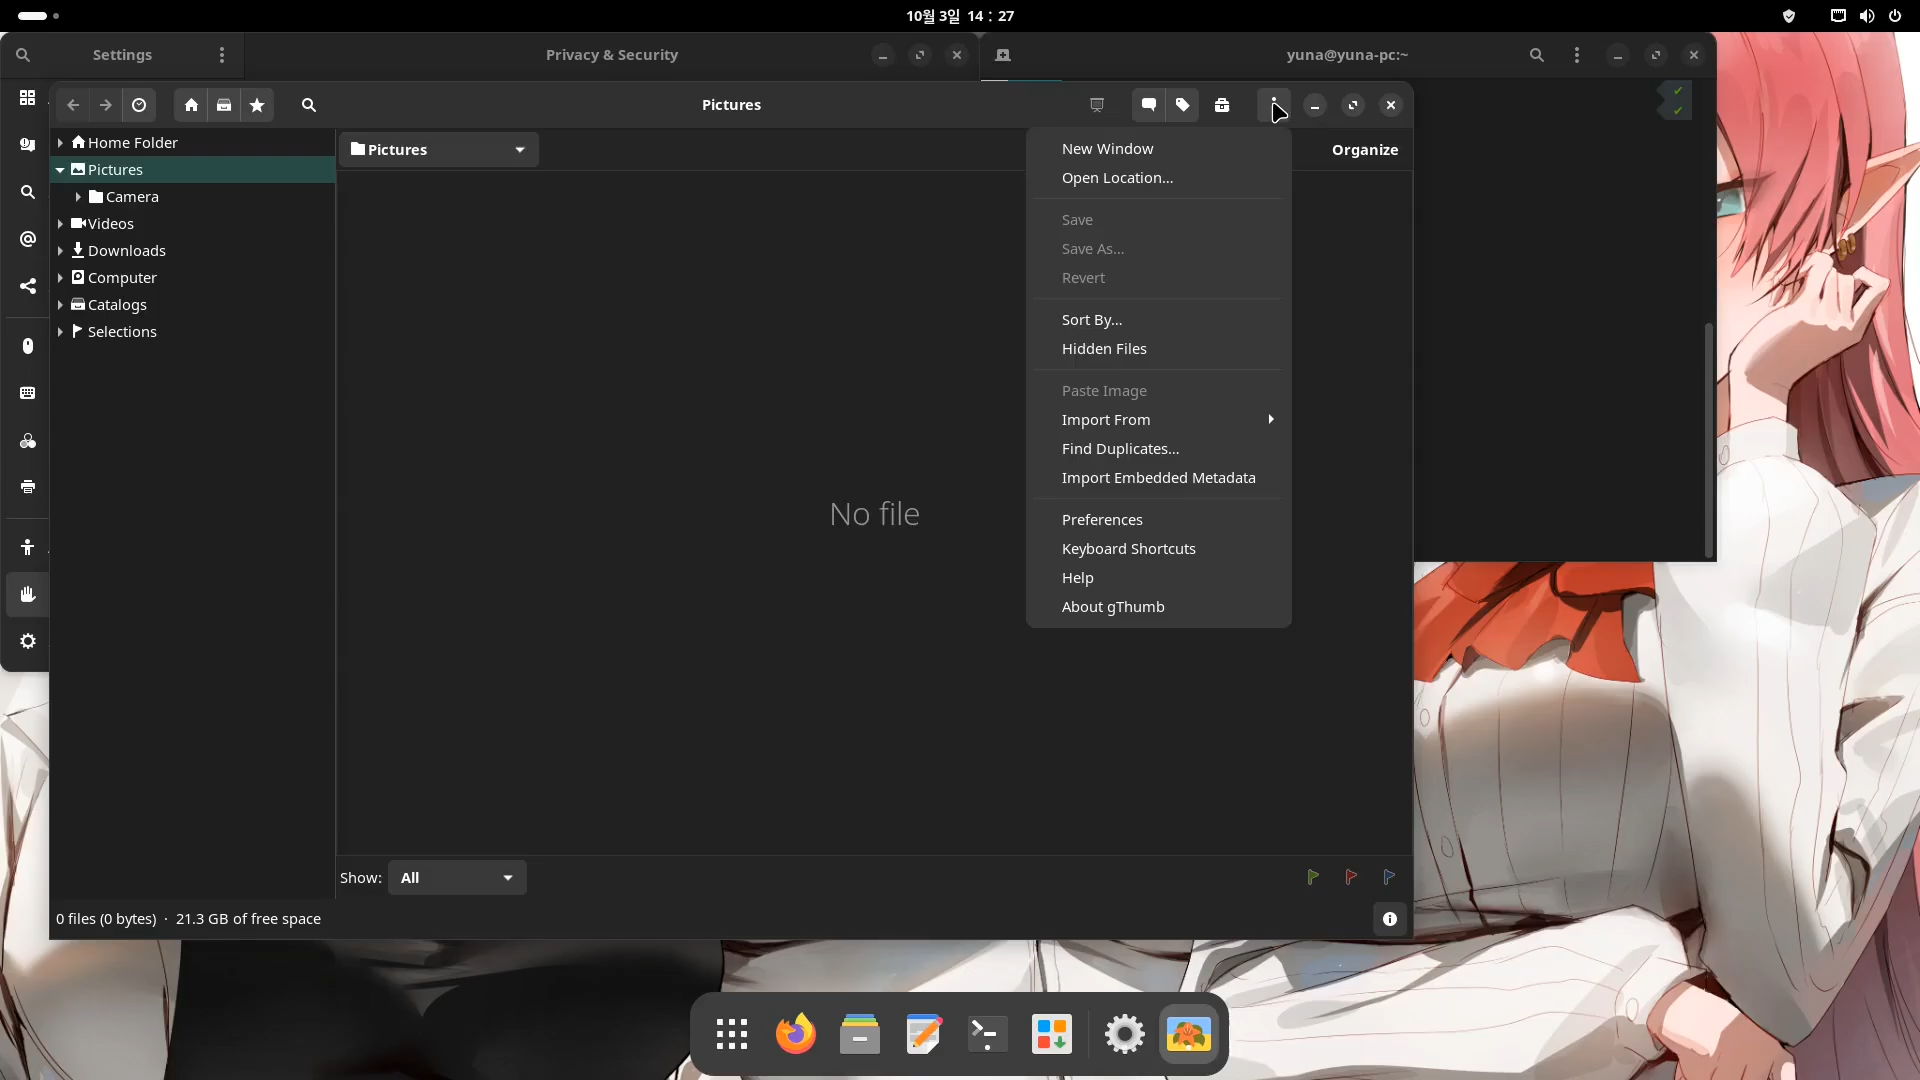 10월 3일 14 : 27
Settings
Privacy & Security
yuna@yuna-pc:~
Pictures
Home Folder
Pictures
Camera
Videos
Downloads
Computer
Catalogs
Selections
Pictures
Organize
No file
New Window
Open Location...
Save
Save As...
Revert
Sort By...
Hidden Files
Paste Image
Import From
Find Duplicates...
Import Embedded Metadata
Preferences
Keyboard Shortcuts
Help
About gThumb
Show: All
0 files (0 bytes) · 21.3 GB of free space